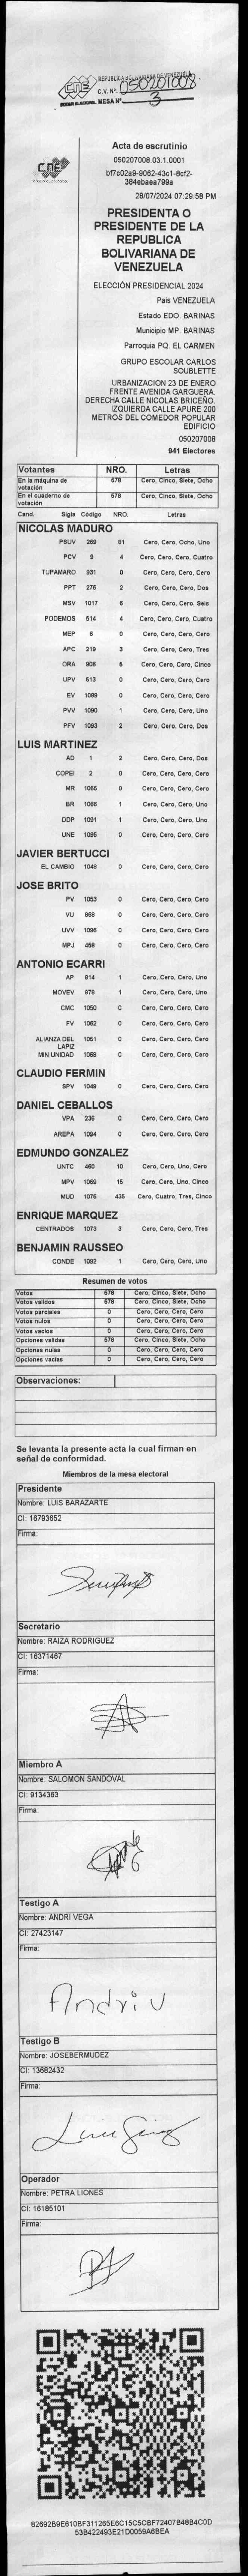 CNE
REPUBLICA BOLIVARIANA DE VENEZUELA
C.V. Nº 050201008
MESA Nº 3
CNE
Acta de escrutinio
050207008.03.1.0001
bf7c02a9-9062-43c1-8cf2-
384ebaea799a
28/07/2024 07:29:58 PM
PRESIDENTA O
PRESIDENTE DE LA
REPUBLICA
BOLIVARIANA DE
VENEZUELA
ELECCIÓN PRESIDENCIAL 2024
Pais VENEZUELA
Estado EDO. BARINAS
Municipio MP. BARINAS
Parroquia PQ. EL CARMEN
GRUPO ESCOLAR CARLOS
SOUBLETTE
URBANIZACION 23 DE ENERO
FRENTE AVENIDA GARGUERA.
DERECHA CALLE NICOLAS BRICEÑO.
IZQUIERDA CALLE APURE 200
METROS DEL COMEDOR POPULAR
EDIFICIO
050207008
941 Electores
Votantes NRO. Letras
En la máquina de votación 578 Cero, Cinco, Siete, Ocho
En el cuaderno de votación 578 Cero, Cinco, Siete, Ocho
Cand. Sigla Código NRO. Letras
NICOLAS MADURO
PSUV 269 81 Cero, Cero, Ocho, Uno
PCV 9 4 Cero, Cero, Cero, Cuatro
TUPAMARO 931 0 Cero, Cero, Cero, Cero
PPT 276 2 Cero, Cero, Cero, Dos
MSV 1017 6 Cero, Cero, Cero, Seis
PODEMOS 514 4 Cero, Cero, Cero, Cuatro
MEP 6 0 Cero, Cero, Cero, Cero
APC 219 3 Cero, Cero, Cero, Tres
ORA 906 5 Cero, Cero, Cero, Cinco
UPV 513 0 Cero, Cero, Cero, Cero
EV 1089 0 Cero, Cero, Cero, Cero
PVV 1090 1 Cero, Cero, Cero, Uno
PFV 1093 2 Cero, Cero, Cero, Dos
LUIS MARTINEZ
AD 1 2 Cero, Cero, Cero, Dos
COPEI 2 0 Cero, Cero, Cero, Cero
MR 1065 0 Cero, Cero, Cero, Cero
BR 1066 1 Cero, Cero, Cero, Uno
DDP 1091 1 Cero, Cero, Cero, Uno
UNE 1095 0 Cero, Cero, Cero, Cero
JAVIER BERTUCCI
EL CAMBIO 1048 0 Cero, Cero, Cero, Cero
JOSE BRITO
PV 1053 0 Cero, Cero, Cero, Cero
VU 868 0 Cero, Cero, Cero, Cero
UVV 1096 0 Cero, Cero, Cero, Cero
MPJ 458 0 Cero, Cero, Cero, Cero
ANTONIO ECARRI
AP 814 1 Cero, Cero, Cero, Uno
MOVEV 979 1 Cero, Cero, Cero, Uno
CMC 1050 0 Cero, Cero, Cero, Cero
FV 1062 0 Cero, Cero, Cero, Cero
ALIANZA DEL LAPIZ 1051 0 Cero, Cero, Cero, Cero
MIN UNIDAD 1068 0 Cero, Cero, Cero, Cero
CLAUDIO FERMIN
SPV 1049 0 Cero, Cero, Cero, Cero
DANIEL CEBALLOS
VPA 236 0 Cero, Cero, Cero, Cero
AREPA 1094 0 Cero, Cero, Cero, Cero
EDMUNDO GONZALEZ
UNTC 460 10 Cero, Cero, Uno, Cero
MPV 1069 15 Cero, Cero, Uno, Cinco
MUD 1075 435 Cero, Cuatro, Tres, Cinco
ENRIQUE MARQUEZ
CENTRADOS 1073 3 Cero, Cero, Cero, Tres
BENJAMIN RAUSSEO
CONDE 1092 1 Cero, Cero, Cero, Uno
Resumen de votos
Votos 578 Cero, Cinco, Siete, Ocho
Votos validos 578 Cero, Cinco, Siete, Ocho
Votos parciales 0 Cero, Cero, Cero, Cero
Votos nulos 0 Cero, Cero, Cero, Cero
Votos vacios 0 Cero, Cero, Cero, Cero
Opciones validas 578 Cero, Cinco, Siete, Ocho
Opciones nulas 0 Cero, Cero, Cero, Cero
Opciones vacias 0 Cero, Cero, Cero, Cero
Observaciones:
Se levanta la presente acta la cual firman en
señal de conformidad.
Miembros de la mesa electoral
Presidente
Nombre: LUIS BARAZARTE
CI: 16793652
Firma:
Secretario
Nombre: RAIZA RODRIGUEZ
CI: 16371467
Firma:
Miembro A
Nombre: SALOMON SANDOVAL
CI: 9134363
Firma:
Testigo A
Nombre: ANDRI VEGA
CI: 27423147
Firma:
Andri V
Testigo B
Nombre: JOSEBERMUDEZ
CI: 13682432
Firma:
Operador
Nombre: PETRA LIONES
CI: 16185101
Firma:
82692B9E610BF311265E6C15C5CBF72407B48B4C0D
53B422493E21D0059A6BEA